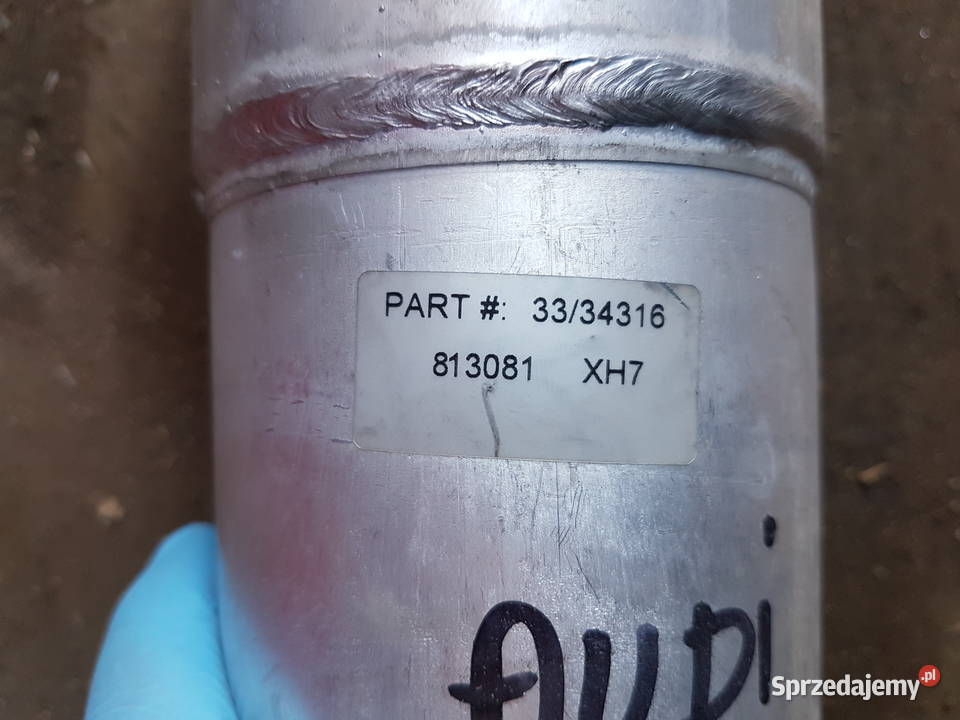 PART #: 33/34316
813081 XH7
AUDI
Sprzedajemy.pl